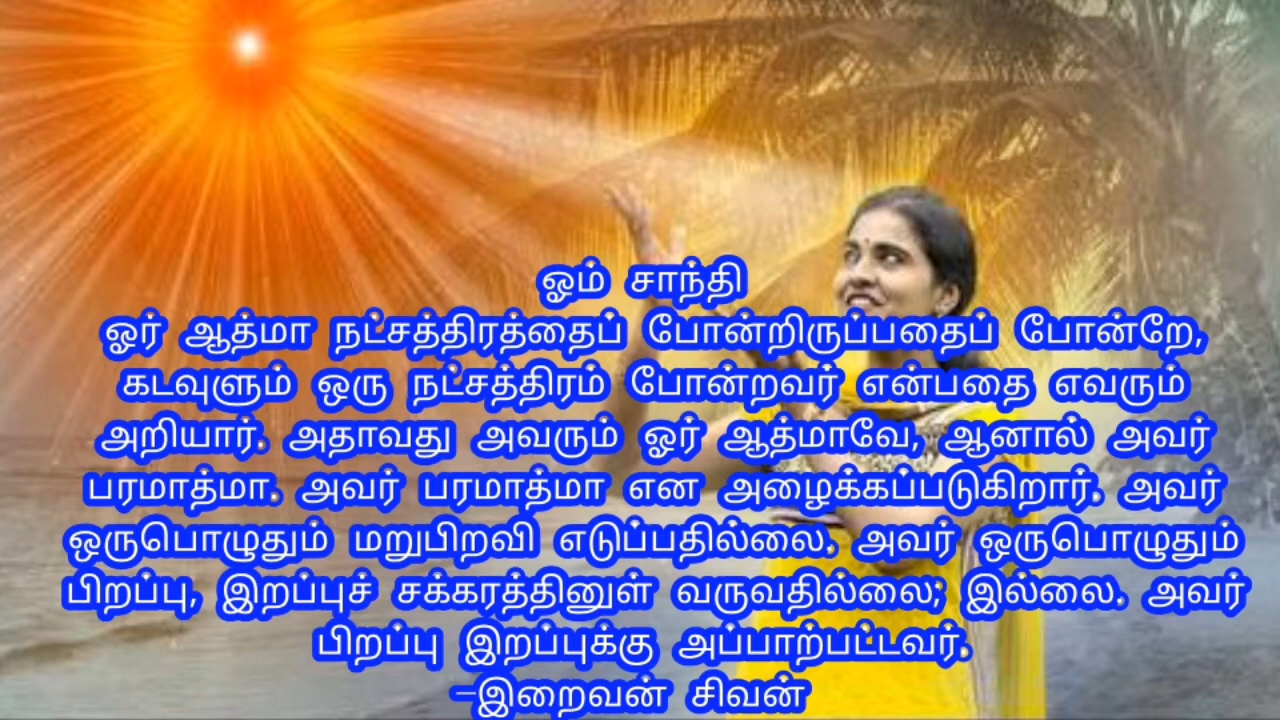 ஓம் சாந்தி
ஓர் ஆத்மா நட்சத்திரத்தைப் போன்றிருப்பதைப் போன்றே,
கடவுளும் ஒரு நட்சத்திரம் போன்றவர் என்பதை எவரும்
அறியார். அதாவது அவரும் ஓர் ஆத்மாவே, ஆனால் அவர்
பரமாத்மா. அவர் பரமாத்மா என அழைக்கப்படுகிறார். அவர்
ஒருபொழுதும் மறுபிறவி எடுப்பதில்லை. அவர் ஒருபொழுதும்
பிறப்பு, இறப்புச் சக்கரத்தினுள் வருவதில்லை; இல்லை. அவர்
பிறப்பு இறப்புக்கு அப்பாற்பட்டவர்.
–இறைவன் சிவன்